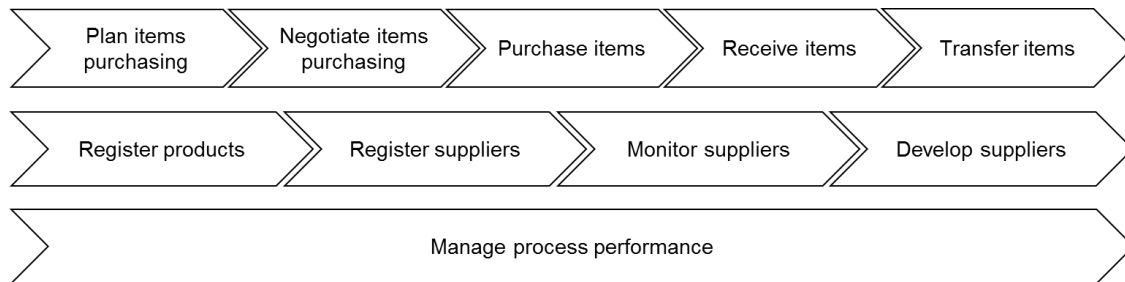 Plan items
purchasing
Negotiate items
purchasing
Purchase items
Receive items
Transfer items
Register products
Register suppliers
Monitor suppliers
Develop suppliers
Manage process performance